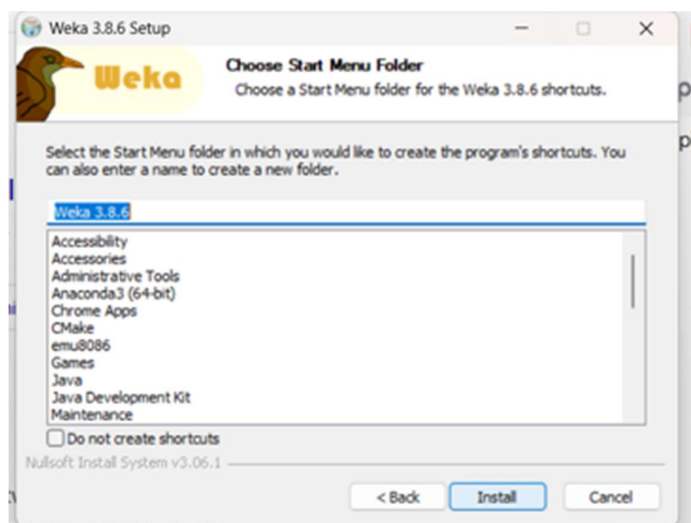 Weka 3.8.6 Setup
Weka
Choose Start Menu Folder
Choose a Start Menu folder for the Weka 3.8.6 shortcuts.
Select the Start Menu folder in which you would like to create the program's shortcuts. You
can also enter a name to create a new folder.
Weka 3.8.6
Accessibility
Accessories
Administrative Tools
Anaconda3 (64-bit)
Chrome Apps
CMake
emu8086
Games
Java
Java Development Kit
Maintenance
Do not create shortcuts
Nullsoft Install System v3.06.1
< Back
Install
Cancel